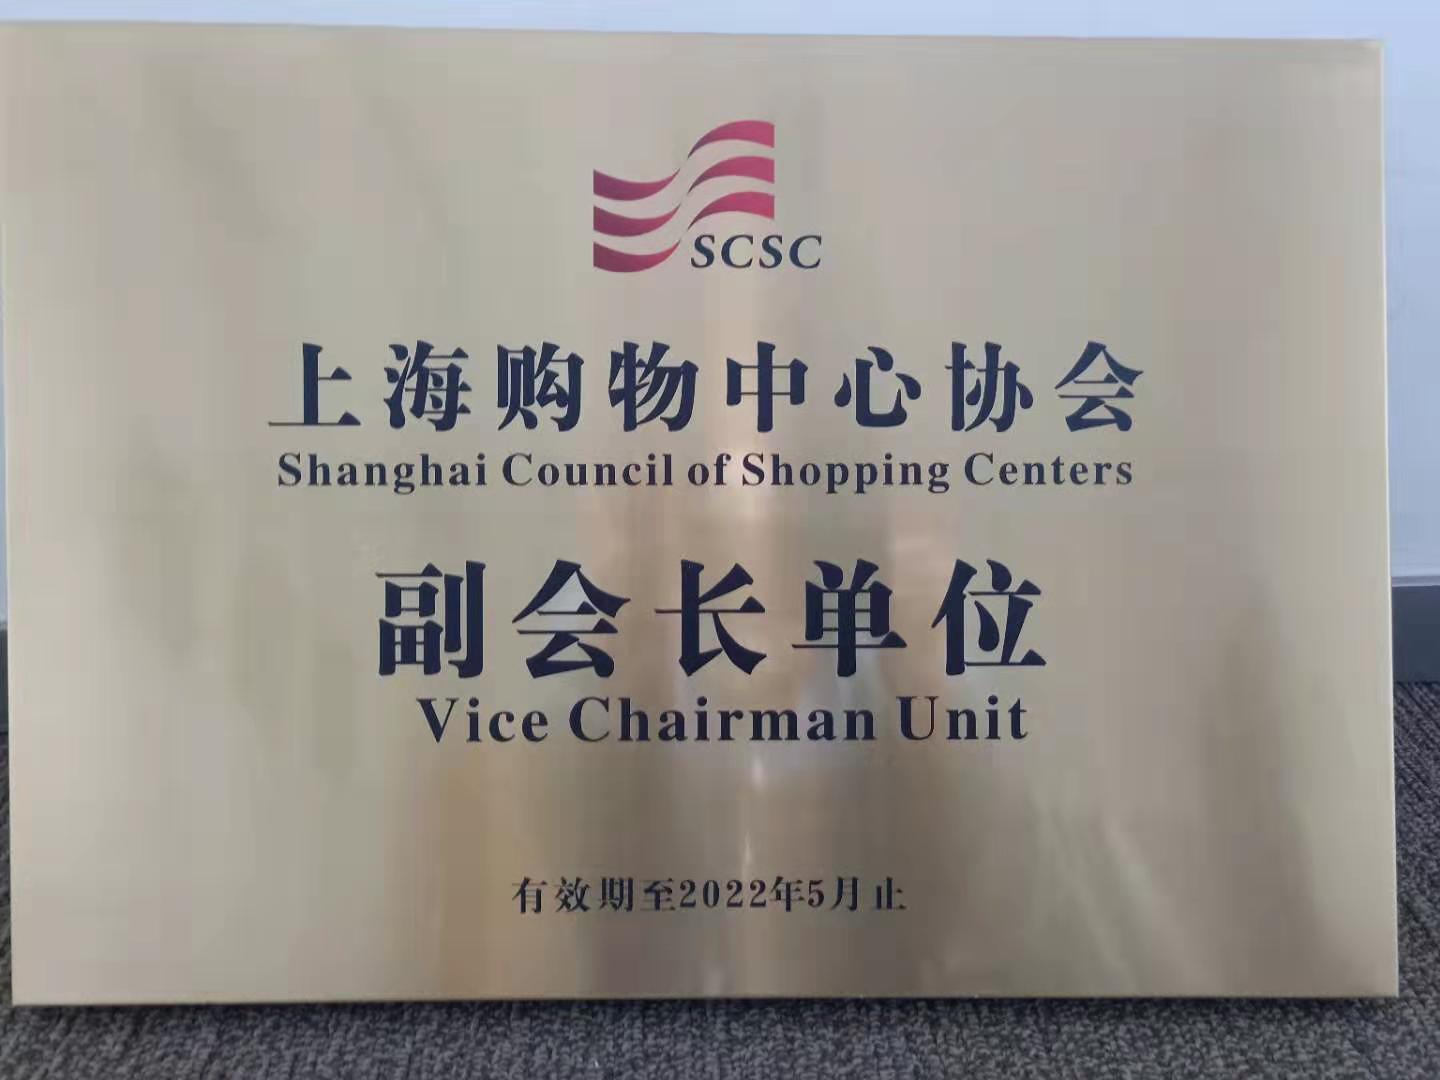 SCSC
上海购物中心协会
Shanghai Council of Shopping Centers
副会长单位
Vice Chairman Unit
有效期至2022年5月止